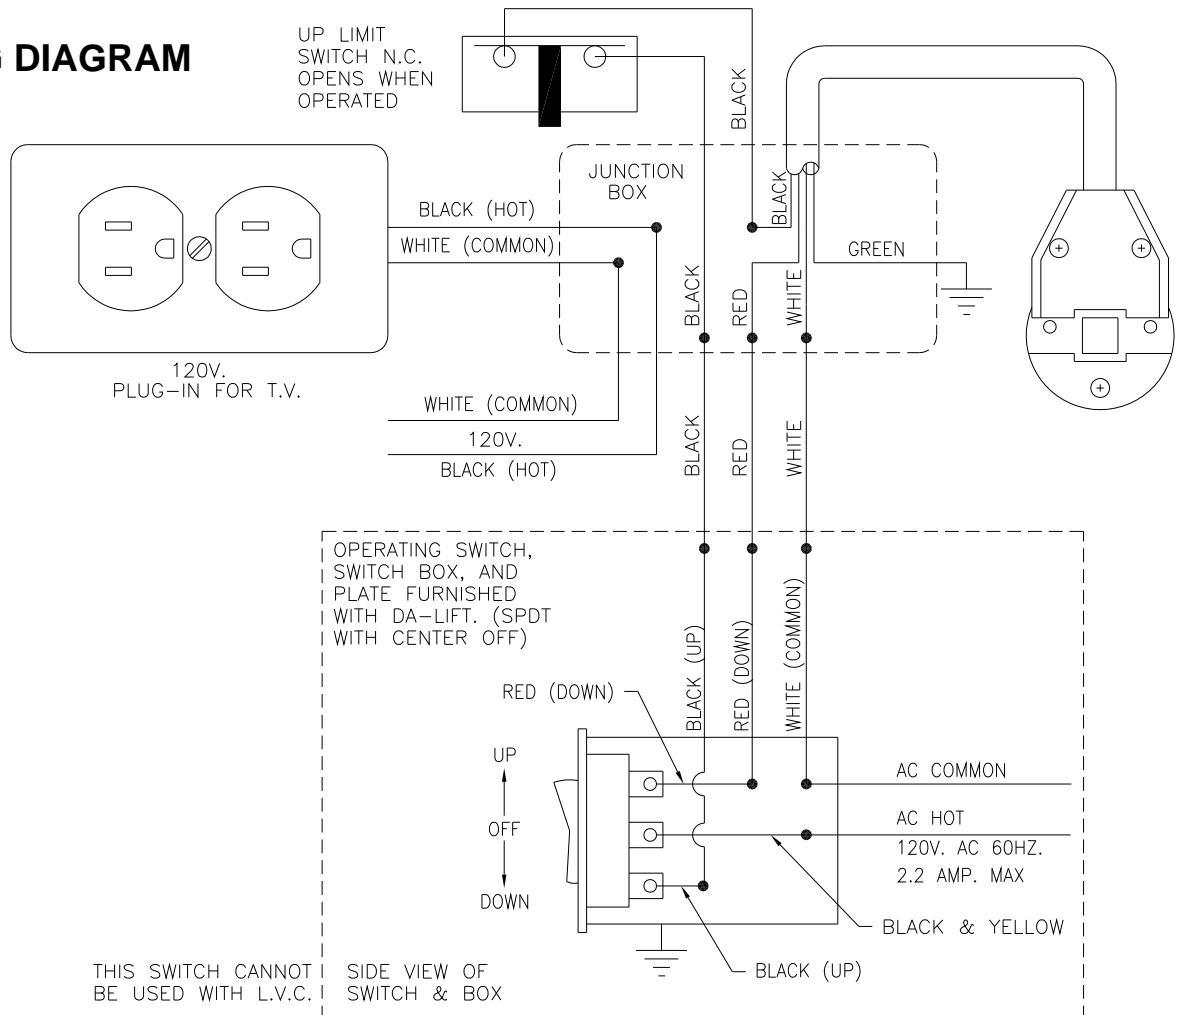 DIAGRAM
UP LIMIT
SWITCH N.C.
OPENS WHEN
OPERATED
BLACK
JUNCTION
BOX
BLACK
BLACK (HOT)
WHITE (COMMON)
GREEN
BLACK
RED
WHITE
120V.
PLUG-IN FOR T.V.
WHITE (COMMON)
120V.
BLACK (HOT)
BLACK
RED
WHITE
OPERATING SWITCH,
SWITCH BOX, AND
PLATE FURNISHED
WITH DA-LIFT. (SPDT
WITH CENTER OFF)
BLACK (UP)
RED (DOWN)
WHITE (COMMON)
RED (DOWN)
UP
OFF
DOWN
AC COMMON
AC HOT
120V. AC 60HZ.
2.2 AMP. MAX
BLACK & YELLOW
BLACK (UP)
THIS SWITCH CANNOT
BE USED WITH L.V.C.
SIDE VIEW OF
SWITCH & BOX